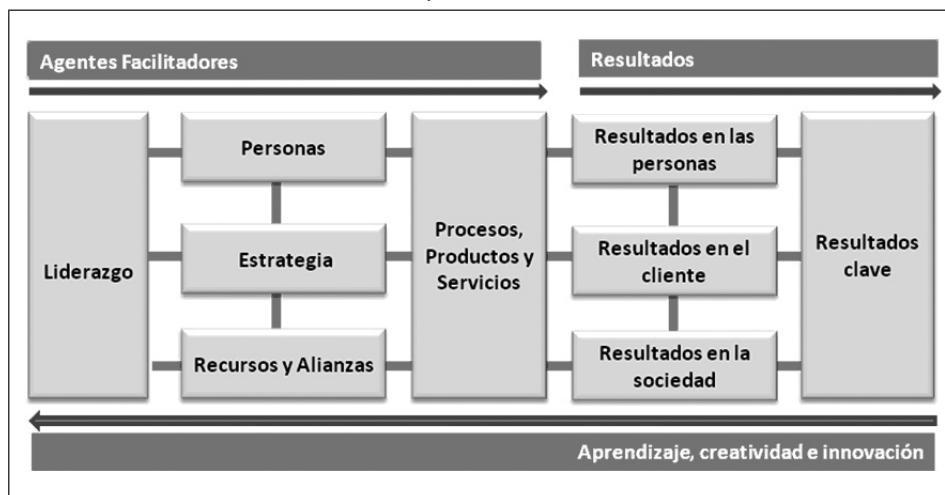 Agentes Facilitadores
Resultados
Liderazgo
Personas
Estrategia
Recursos y Alianzas
Procesos,
Productos y
Servicios
Resultados en las
personas
Resultados en el
cliente
Resultados en la
sociedad
Resultados
clave
Aprendizaje, creatividad e innovación